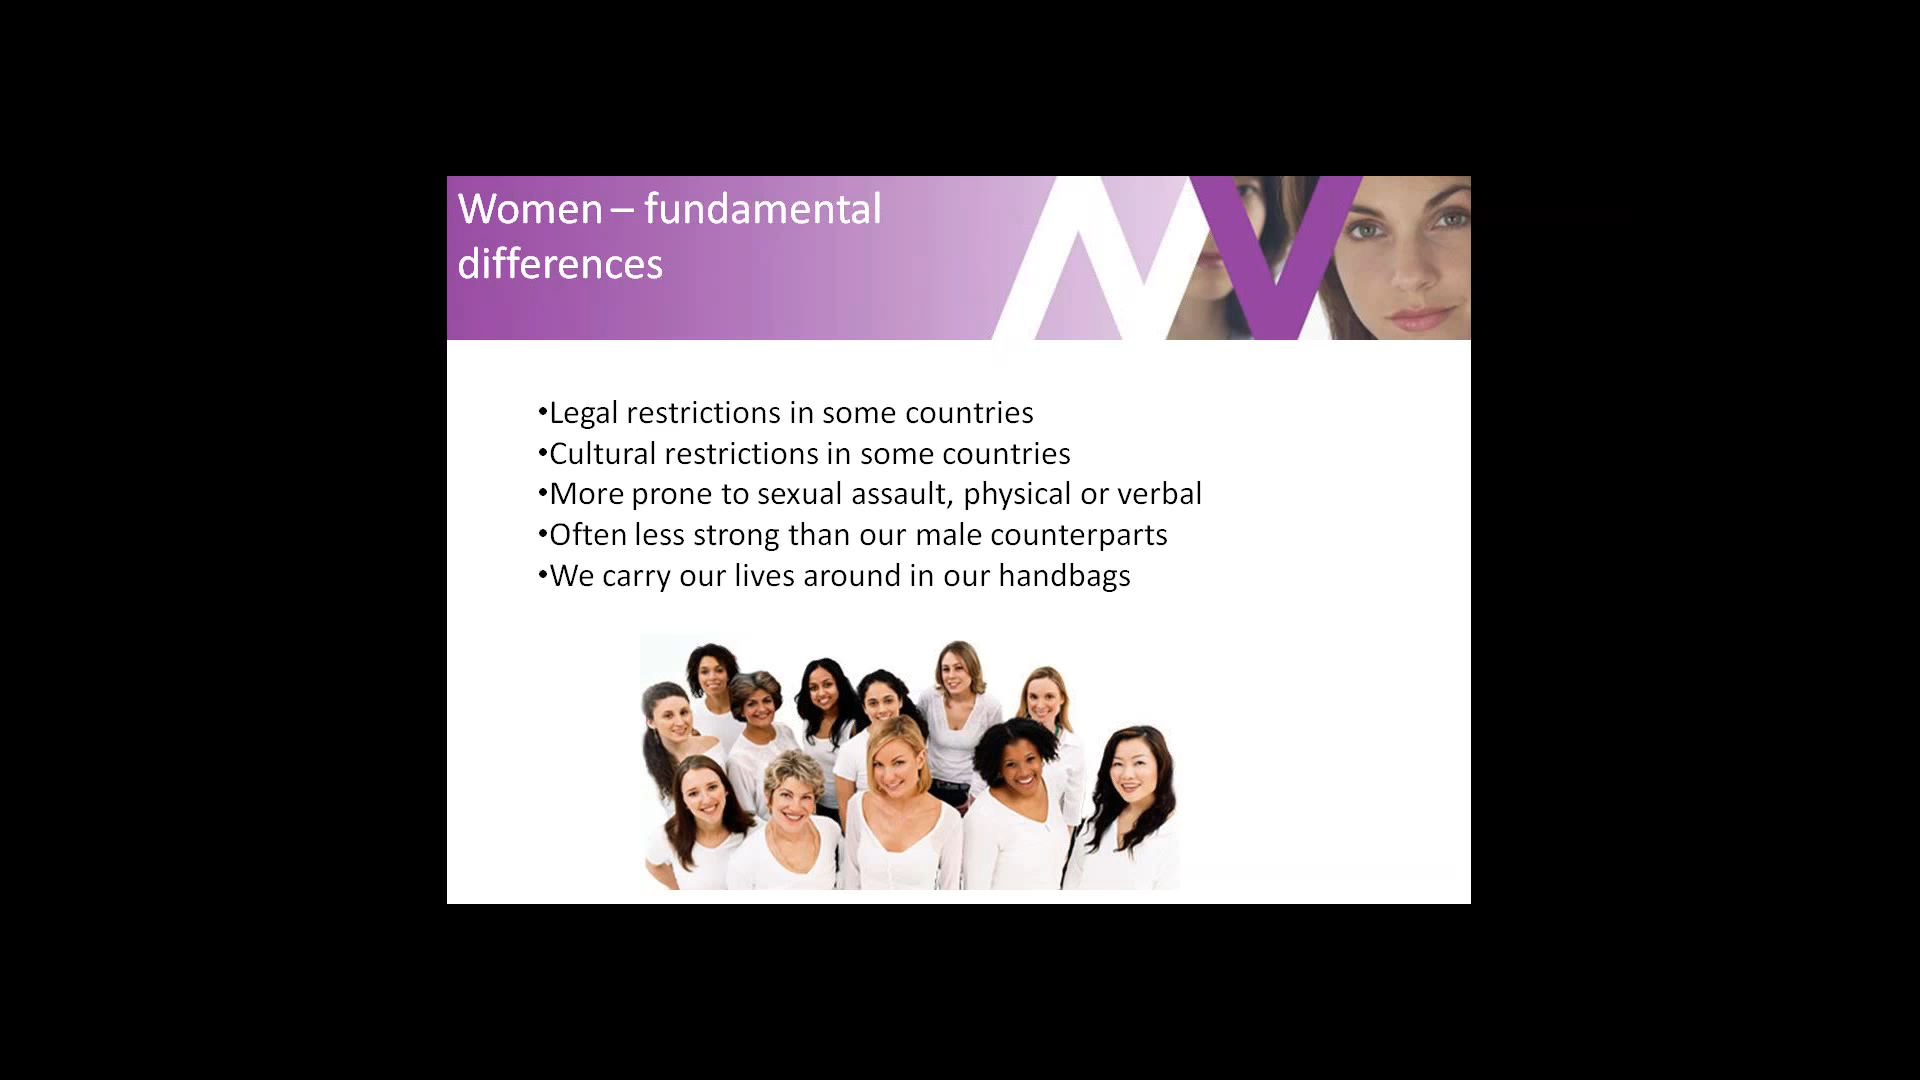 Women – fundamental
differences
•Legal restrictions in some countries
•Cultural restrictions in some countries
•More prone to sexual assault, physical or verbal
•Often less strong than our male counterparts
•We carry our lives around in our handbags